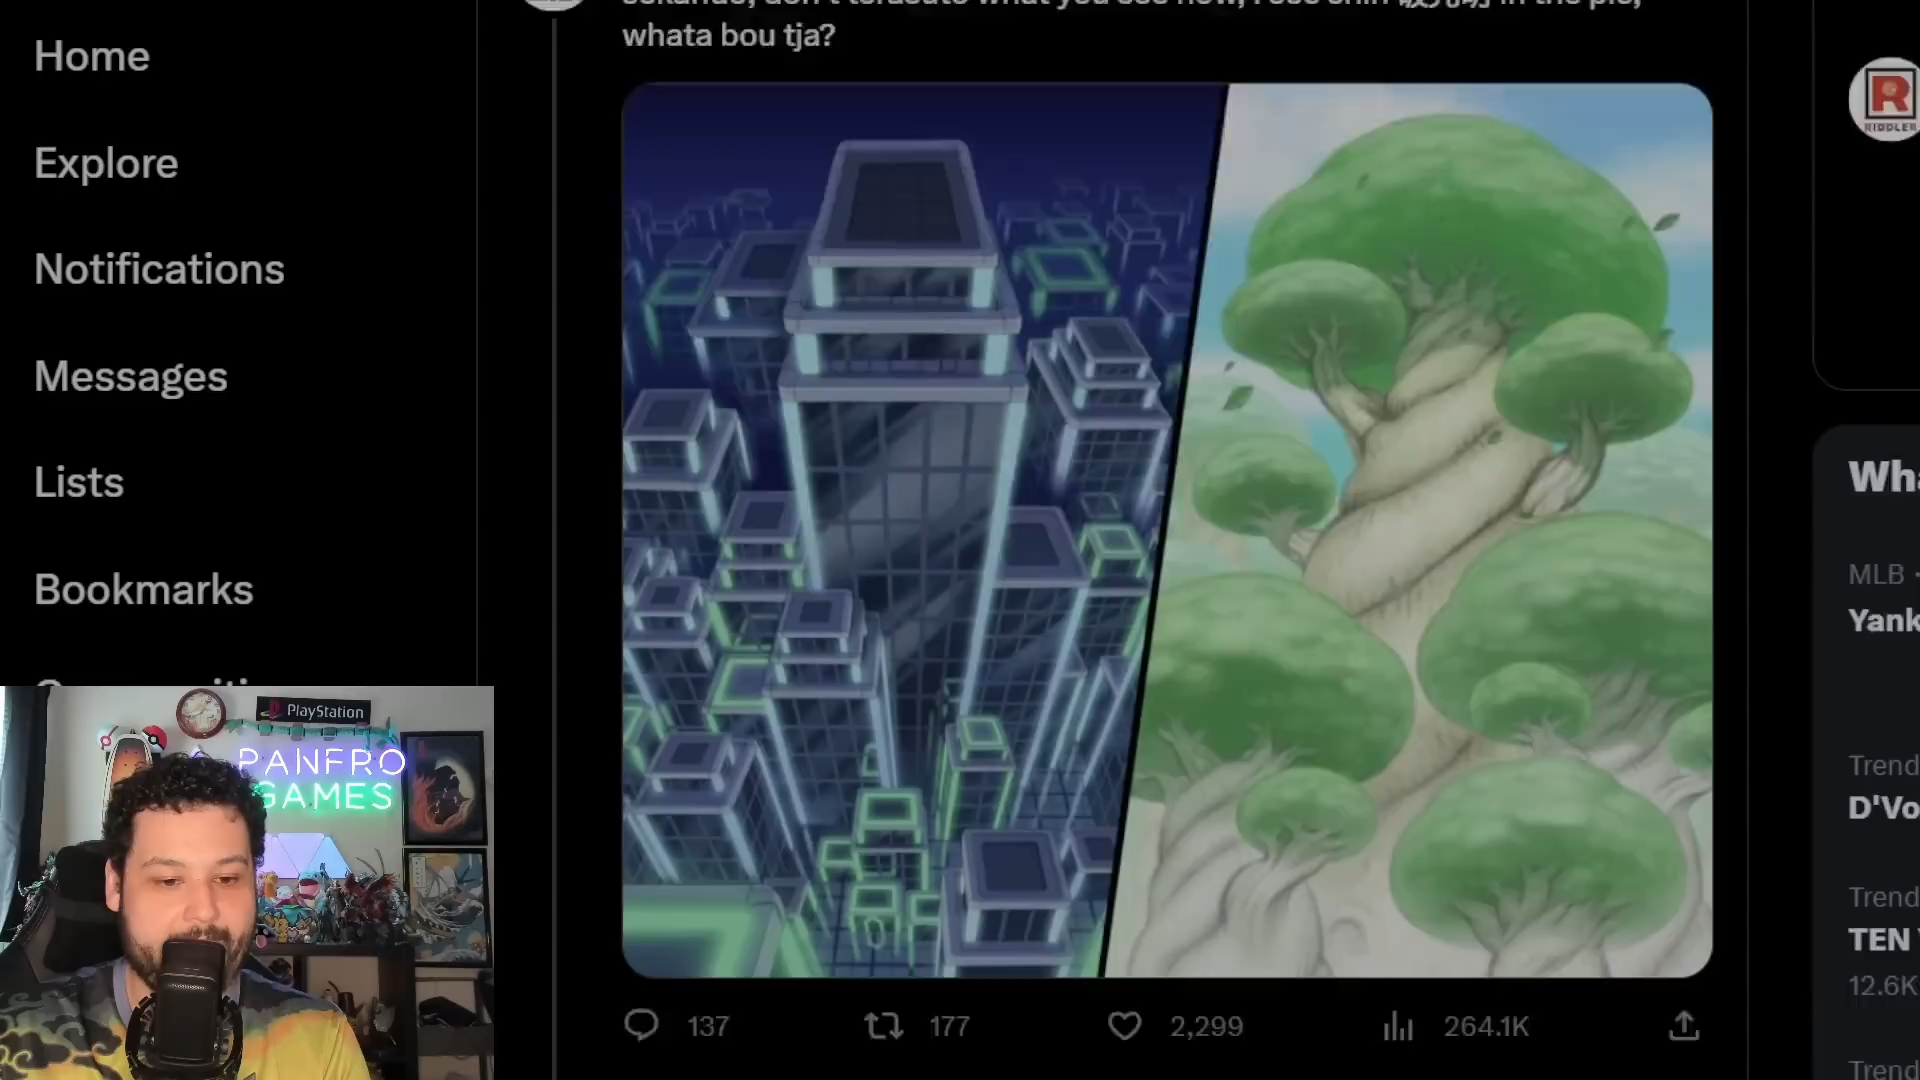 whata bou tja?
Home
Explore
Notifications
Messages
Lists
Bookmarks
137
177
2,299
264.1K
R
RIDDLER
MLB ·
Yank
Trend
D'Vo
Trend
TEN
12.6K
Trend
PlayStation
PANFRO
GAMES